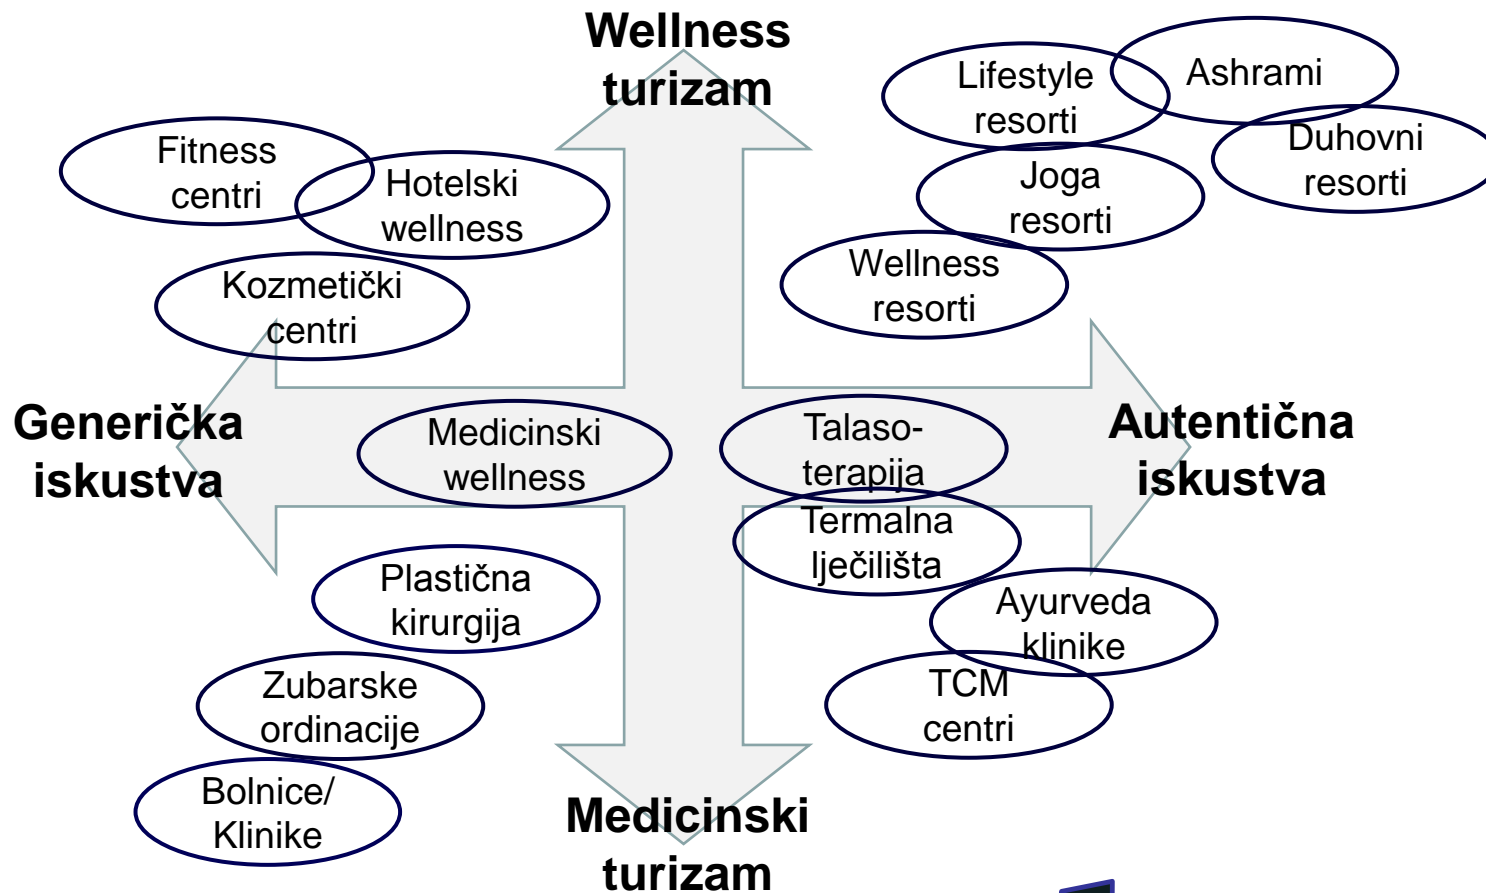 Wellness
turizam
Lifestyle
resorti
Ashrami
Duhovni
resorti
Fitness
centri
Hotelski
wellness
Joga
resorti
Kozmetički
centri
Wellness
resorti
Generička
iskustva
Medicinski
wellness
Talaso-
terapija
Autentična
iskustva
Termalna
lječilišta
Plastična
kirurgija
Ayurveda
klinike
Zubarske
ordinacije
TCM
centri
Bolnice/
Klinike
Medicinski
turizam